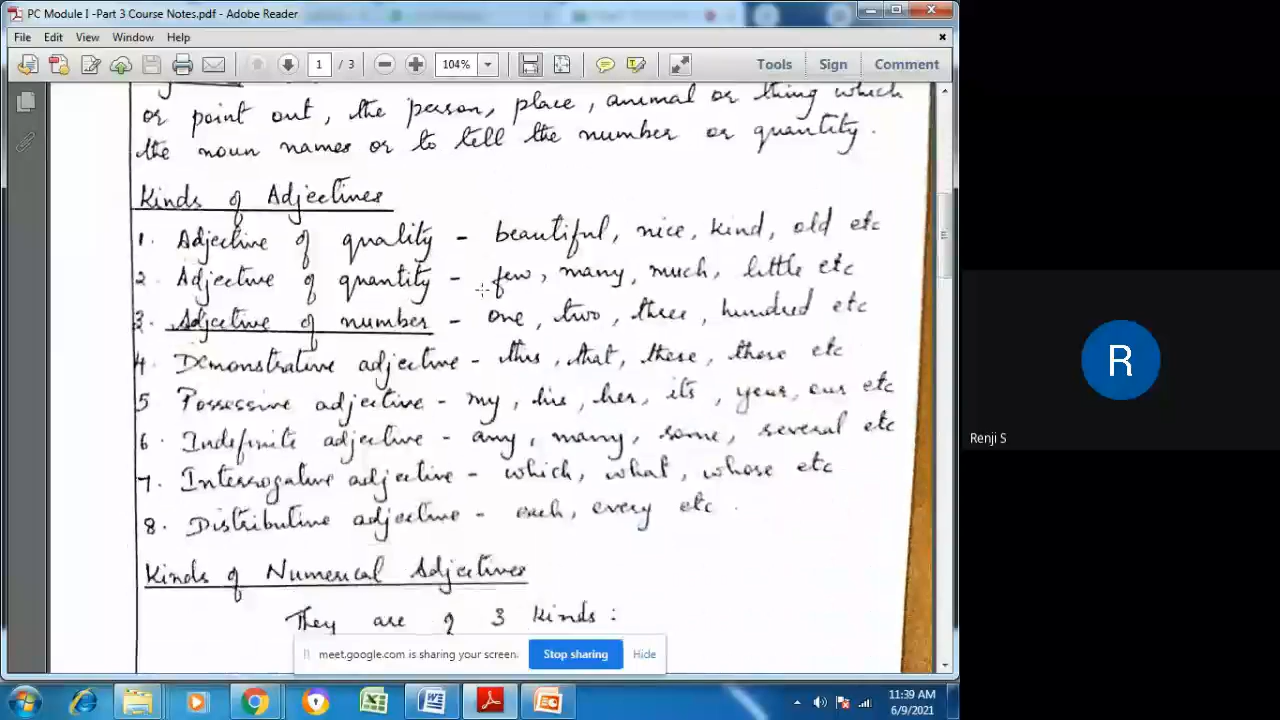 PC Module I -Part 3 Course Notes.pdf - Adobe Reader
File Edit View Window Help
1 / 3 104% Tools Sign Comment
or point out, the person, place, animal or thing which
the noun names or to tell the number or quantity.
Kinds of Adjectives
1. Adjective of quality - beautiful, nice, kind, old etc
2. Adjective of quantity - few, many, much, little etc
3. Adjective of number - one, two, three, hundred etc
4. Demonstrative adjective - this, that, these, those etc
5 Possessive adjective - my, his, her, its, your, our etc
6. Indefinite adjective - any, many, some, several etc
7. Interrogative adjective - which, what, whose etc
8. Distributive adjective - each, every etc.
Kinds of Numerical Adjectives
They are of 3 kinds:
meet.google.com is sharing your screen. Stop sharing Hide
R
Renji S
11:39 AM
6/9/2021